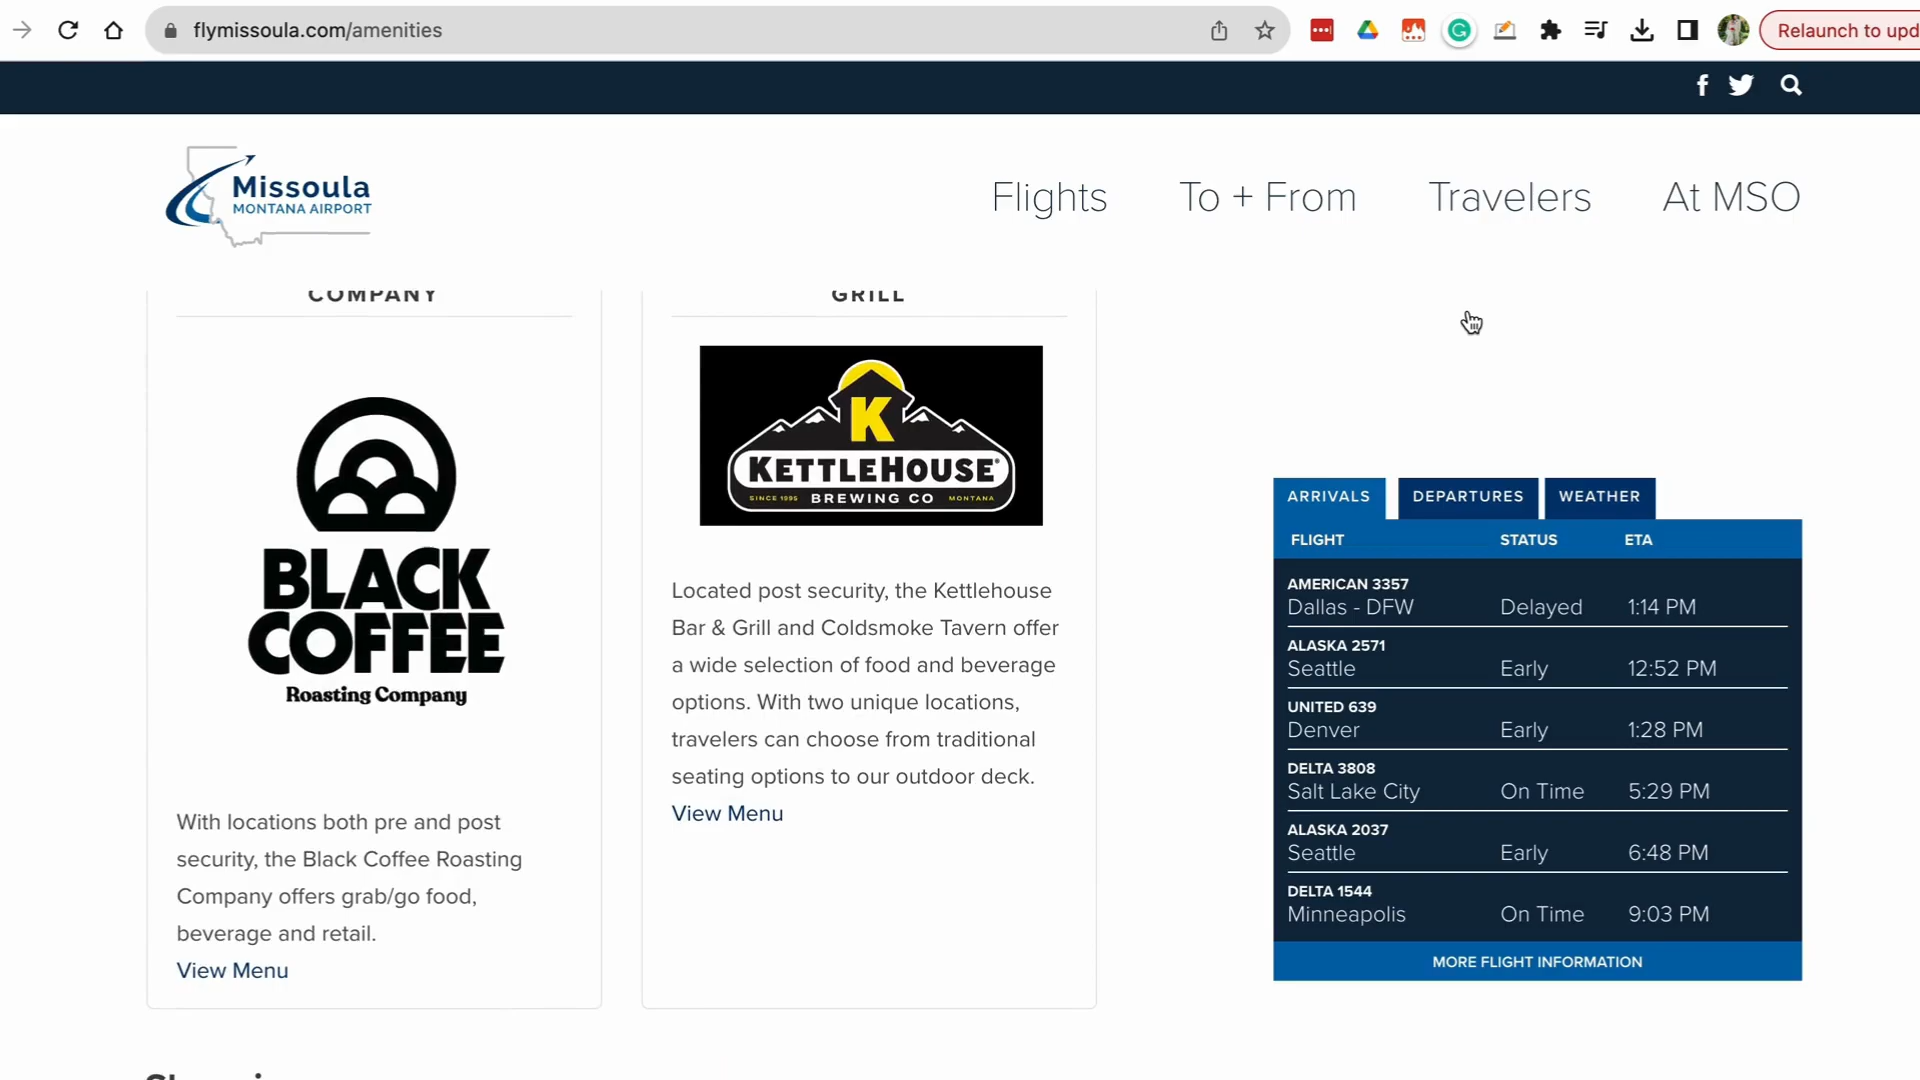 flymissoula.com/amenities
Relaunch to upd
Missoula
MONTANA AIRPORT
Flights
To + From
Travelers
At MSO
COMPANY
BLACK
COFFEE
Roasting Company
With locations both pre and post
security, the Black Coffee Roasting
Company offers grab/go food,
beverage and retail.
View Menu
GRILL
K
KETTLEHOUSE®
SINCE 1995 BREWING CO MONTANA
Located post security, the Kettlehouse
Bar & Grill and Coldsmoke Tavern offer
a wide selection of food and beverage
options. With two unique locations,
travelers can choose from traditional
seating options to our outdoor deck.
View Menu
ARRIVALS
DEPARTURES
WEATHER
FLIGHT STATUS ETA
AMERICAN 3357
Dallas - DFW Delayed 1:14 PM
ALASKA 2571
Seattle Early 12:52 PM
UNITED 639
Denver Early 1:28 PM
DELTA 3808
Salt Lake City On Time 5:29 PM
ALASKA 2037
Seattle Early 6:48 PM
DELTA 1544
Minneapolis On Time 9:03 PM
MORE FLIGHT INFORMATION